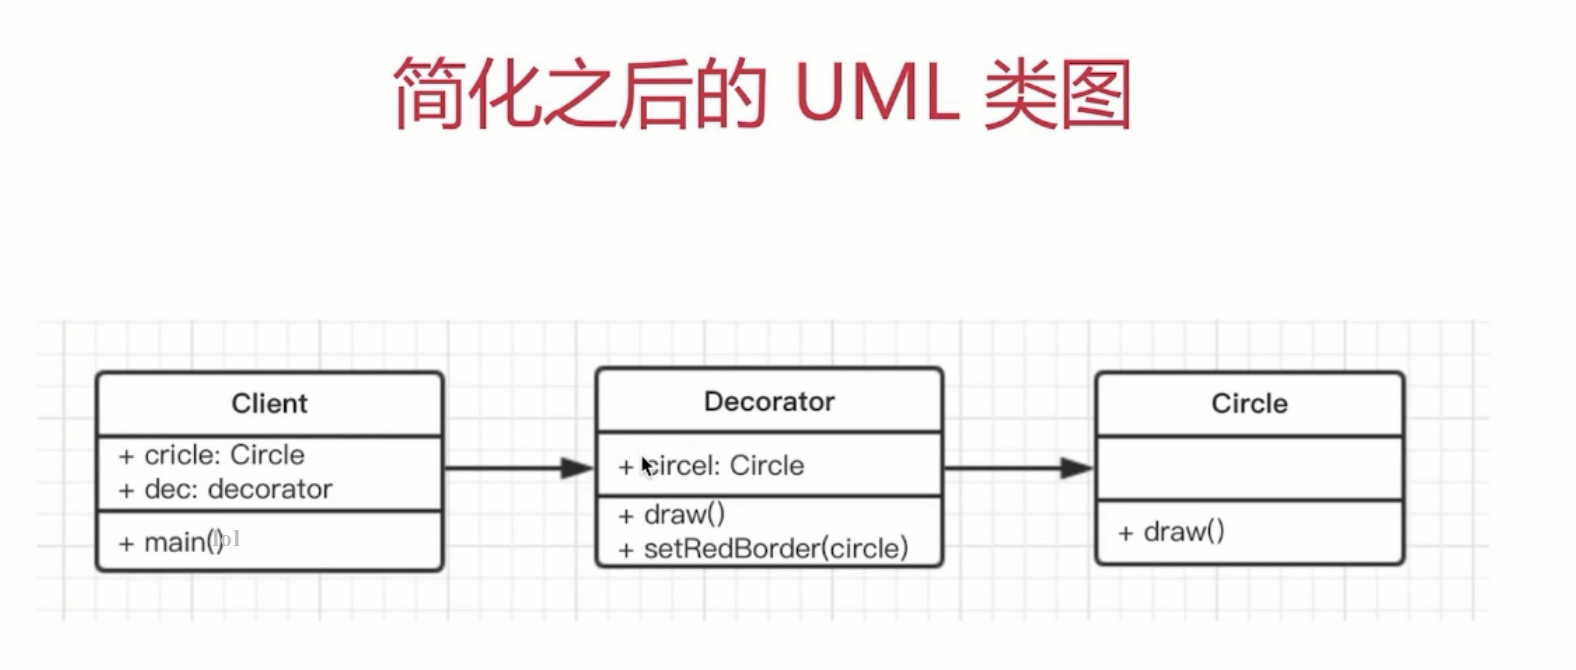 简化之后的 UML 类图
Client
+ cricle: Circle
+ dec: decorator
+ main()
lol
Decorator
+ circel: Circle
+ draw()
+ setRedBorder(circle)
Circle
+ draw()